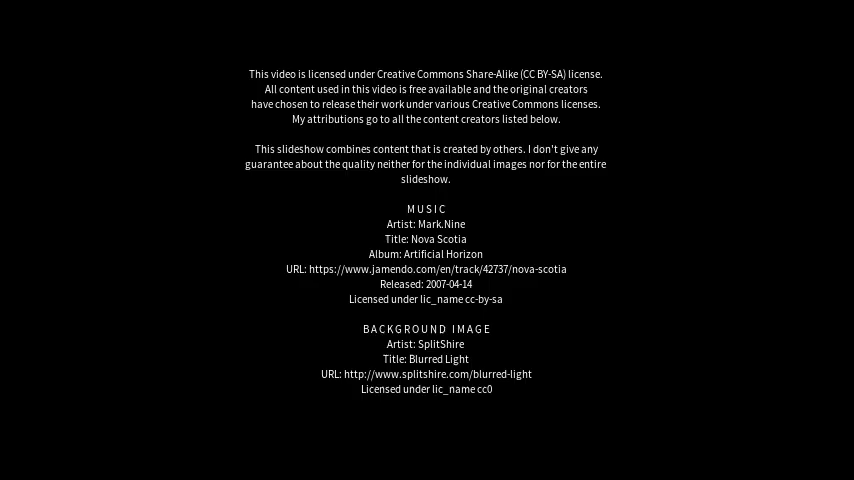 This video is licensed under Creative Commons Share-Alike (CC BY-SA) license.
All content used in this video is free available and the original creators
have chosen to release their work under various Creative Commons licenses.
My attributions go to all the content creators listed below.
This slideshow combines content that is created by others. I don't give any
guarantee about the quality neither for the individual images nor for the entire
slideshow.
MUSIC
Artist: Mark.Nine
Title: Nova Scotia
Album: Artificial Horizon
URL: https://www.jamendo.com/en/track/42737/nova-scotia
Released: 2007-04-14
Licensed under lic_name cc-by-sa
BACKGROUND IMAGE
Artist: SplitShire
Title: Blurred Light
URL: http://www.splitshire.com/blurred-light
Licensed under lic_name cc0